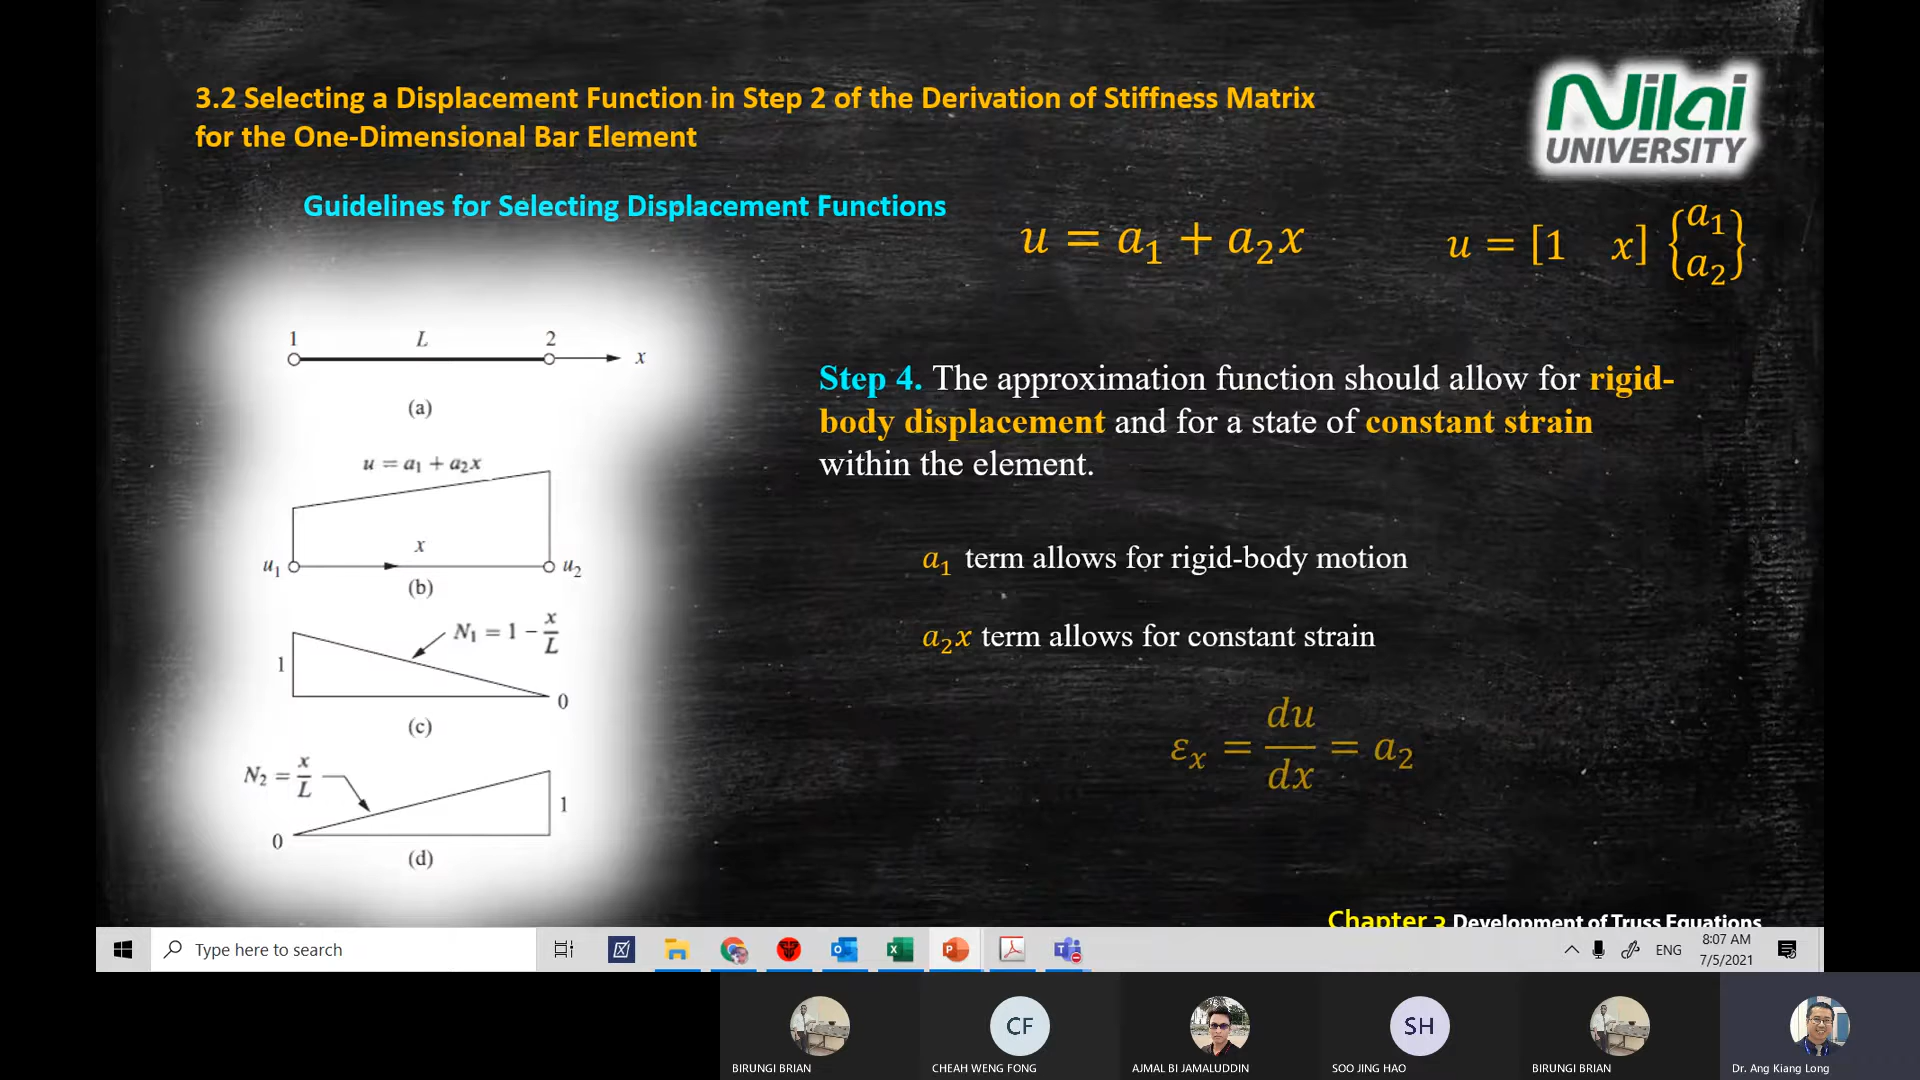 3.2 Selecting a Displacement Function in Step 2 of the Derivation of Stiffness Matrix
for the One-Dimensional Bar Element
Nilai
UNIVERSITY
Guidelines for Selecting Displacement Functions
u = a₁ + a₂x
u = [1 x] {a₁ a₂}
1 L 2
x
(a)
u = a₁ + a₂x
x
u₁ u₂
(b)
N₁ = 1 − x/L
1
0
(c)
N₂ = x/L
1
0
(d)
Step 4. The approximation function should allow for rigid-
body displacement and for a state of constant strain
within the element.
a₁ term allows for rigid-body motion
a₂x term allows for constant strain
εₓ = du/dx = a₂
Chapter 3 Development of Truss Equations
Type here to search
ENG
8:07 AM
7/5/2021
CF
SH
BIRUNGI BRIAN
CHEAH WENG FONG
AJMAL BI JAMALUDDIN
SOO JING HAO
BIRUNGI BRIAN
Dr. Ang Kiang Long